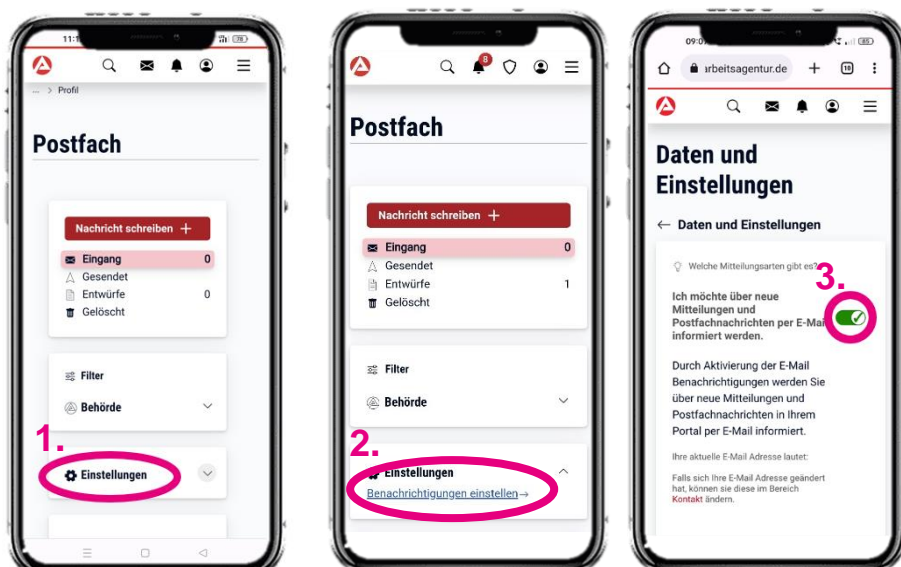 11:1
78
... > Profil
Postfach
Nachricht schreiben +
Eingang 0
Gesendet
Entwürfe 0
Gelöscht
Filter
Behörde
1.
Einstellungen
8
Postfach
Nachricht schreiben +
Eingang 0
Gesendet
Entwürfe 1
Gelöscht
Filter
Behörde
2.
Einstellungen
Benachrichtigungen einstellen→
09:0
85
arbeitsagentur.de + 18
Daten und
Einstellungen
← Daten und Einstellungen
Welche Mitteilungsarten gibt es?
3.
Ich möchte über neue
Mitteilungen und
Postfachnachrichten per E-Mail
informiert werden.
Durch Aktivierung der E-Mail
Benachrichtigungen werden Sie
über neue Mitteilungen und
Postfachnachrichten in Ihrem
Portal per E-Mail informiert.
Ihre aktuelle E-Mail Adresse lautet:
Falls sich Ihre E-Mail Adresse geändert
hat, können sie diese im Bereich
Kontakt ändern.